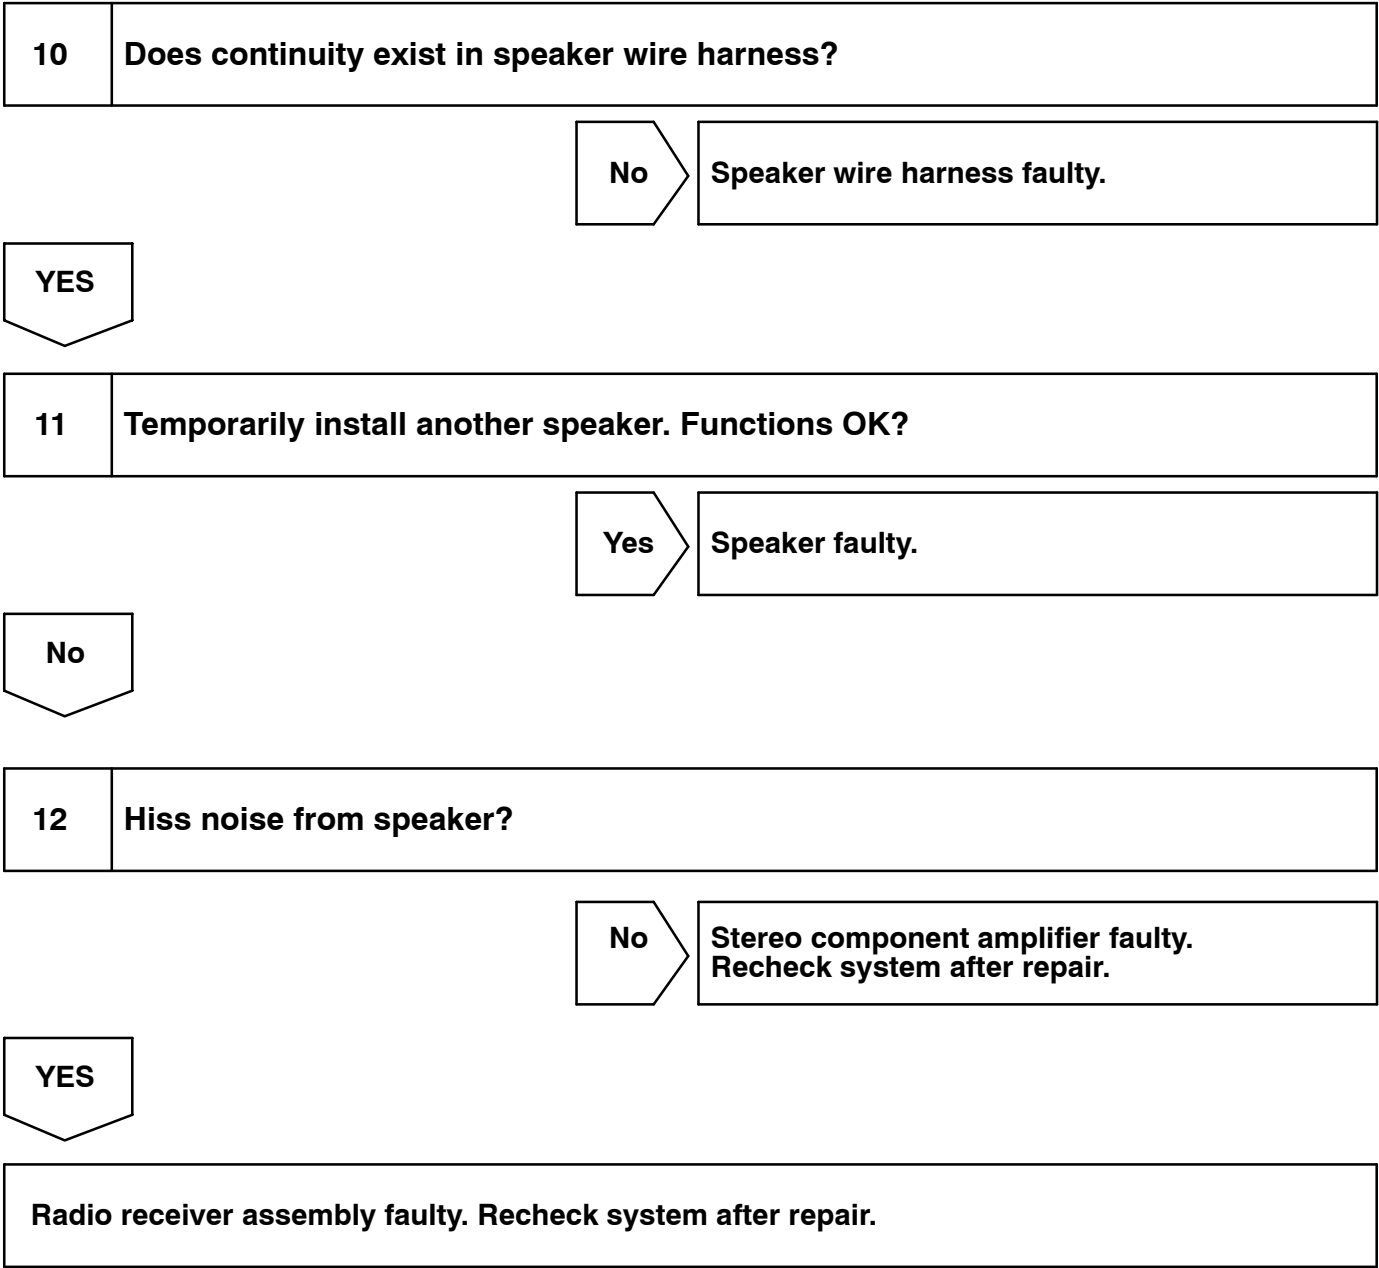 10 Does continuity exist in speaker wire harness?
No Speaker wire harness faulty.
YES
11 Temporarily install another speaker. Functions OK?
Yes Speaker faulty.
No
12 Hiss noise from speaker?
No Stereo component amplifier faulty.
Recheck system after repair.
YES
Radio receiver assembly faulty. Recheck system after repair.